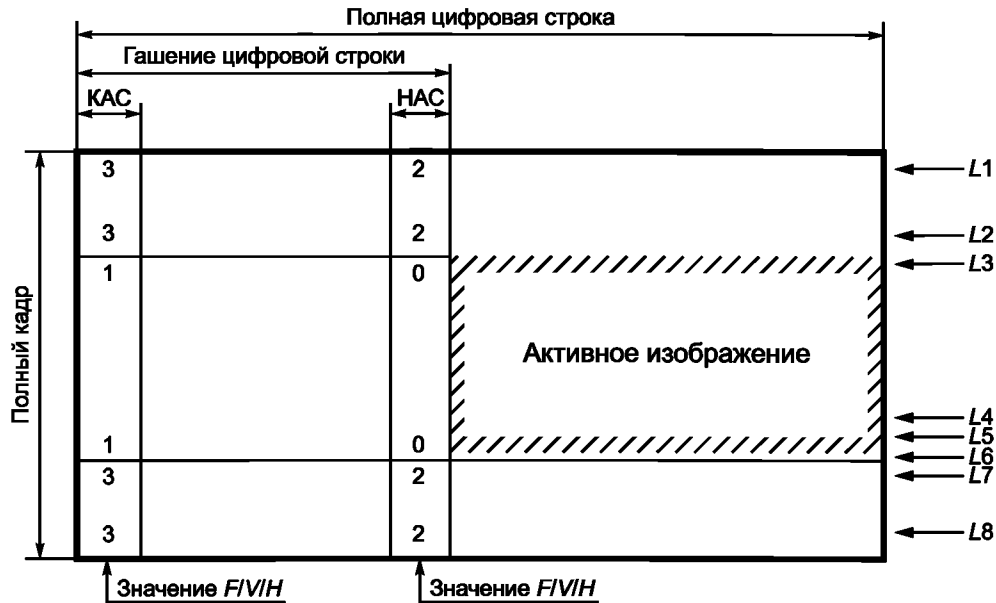 Полная цифровая строка
Гашение цифровой строки
КАС НАС
3 2 L1
3 2 L2
1 0 L3
Полный кадр
Активное изображение
L4
1 0 L5
L6
3 2 L7
3 2 L8
Значение F/V/H Значение F/V/H